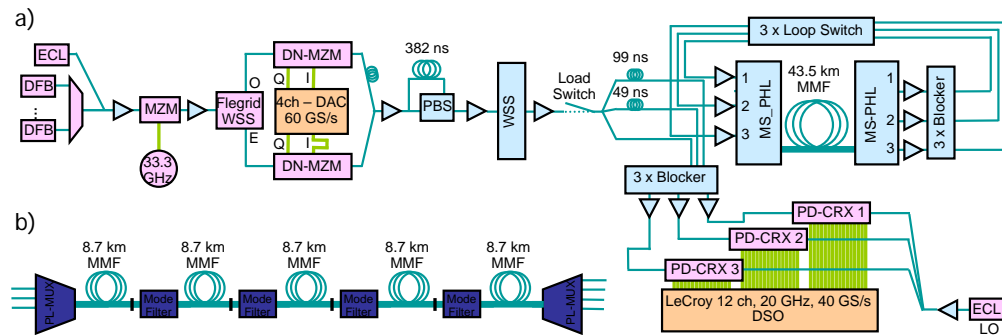 a)
ECL
DFB
DFB
MZM
33.3
GHz
Flegrid
WSS
O
E
DN-MZM
Q
I
4ch – DAC
60 GS/s
Q
I
DN-MZM
382 ns
PBS
WSS
Load
Switch
99 ns
49 ns
3 x Loop Switch
1
2
3
MS_PHL
43.5 km
MMF
MS-PHL
1
2
3
3 x Blocker
3 x Blocker
PD-CRX 1
PD-CRX 2
PD-CRX 3
LeCroy 12 ch, 20 GHz, 40 GS/s
DSO
ECL
LO
b)
PL-MUX
8.7 km
MMF
8.7 km
MMF
8.7 km
MMF
8.7 km
MMF
8.7 km
MMF
Mode
Filter
Mode
Filter
Mode
Filter
Mode
Filter
PL-MUX